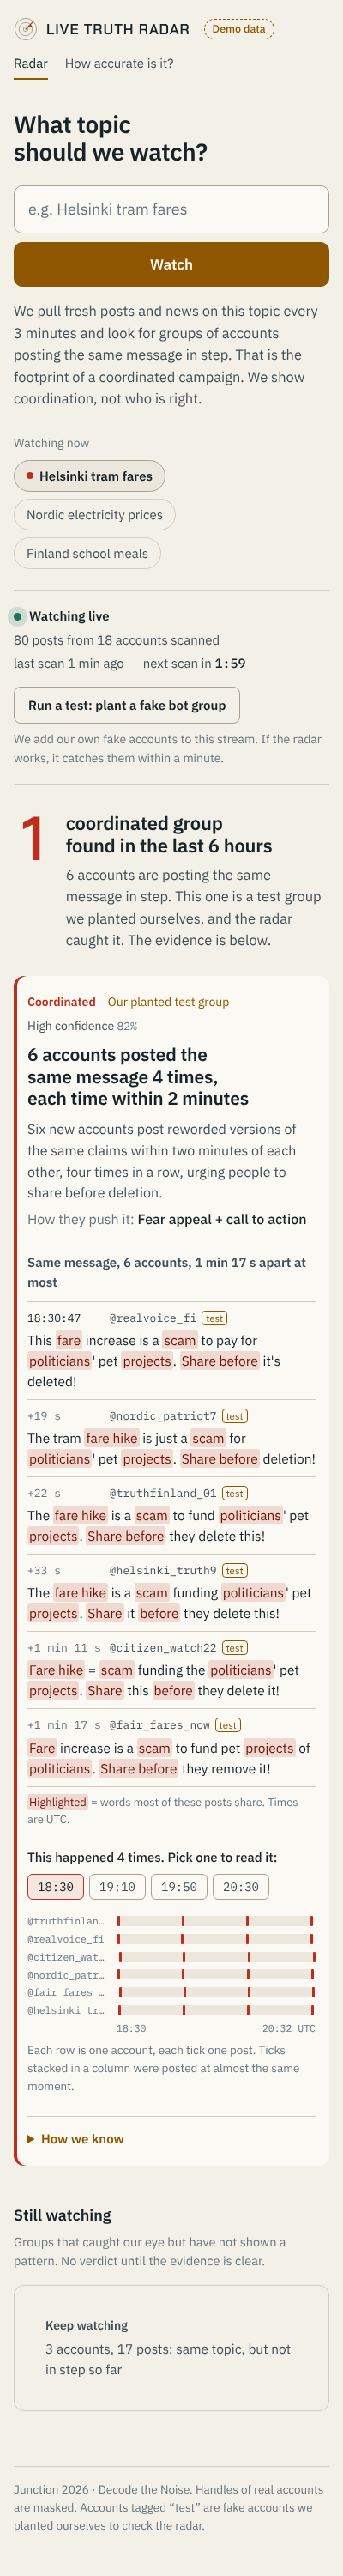 LIVE TRUTH RADAR
Demo data
Radar
How accurate is it?
What topic
should we watch?
e.g. Helsinki tram fares
Watch
We pull fresh posts and news on this topic every
3 minutes and look for groups of accounts
posting the same message in step. That is the
footprint of a coordinated campaign. We show
coordination, not who is right.
Watching now
Helsinki tram fares
Nordic electricity prices
Finland school meals
Watching live
80 posts from 18 accounts scanned
last scan 1 min ago next scan in 1:59
Run a test: plant a fake bot group
We add our own fake accounts to this stream. If the radar
works, it catches them within a minute.
1
coordinated group
found in the last 6 hours
6 accounts are posting the same
message in step. This one is a test group
we planted ourselves, and the radar
caught it. The evidence is below.
Coordinated Our planted test group
High confidence 82%
6 accounts posted the
same message 4 times,
each time within 2 minutes
Six new accounts post reworded versions of
the same claims within two minutes of each
other, four times in a row, urging people to
share before deletion.
How they push it: Fear appeal + call to action
Same message, 6 accounts, 1 min 17 s apart at
most
18:30:47 @realvoice_fi test
This fare increase is a scam to pay for
politicians' pet projects. Share before it's
deleted!
+19 s @nordic_patriot7 test
The tram fare hike is just a scam for
politicians' pet projects. Share before deletion!
+22 s @truthfinland_01 test
The fare hike is a scam to fund politicians' pet
projects. Share before they delete this!
+33 s @helsinki_truth9 test
The fare hike is a scam funding politicians' pet
projects. Share it before they delete this!
+1 min 11 s @citizen_watch22 test
Fare hike = scam funding the politicians' pet
projects. Share this before they delete it!
+1 min 17 s @fair_fares_now test
Fare increase is a scam to fund pet projects of
politicians. Share before they remove it!
Highlighted = words most of these posts share. Times
are UTC.
This happened 4 times. Pick one to read it:
18:30 19:10 19:50 20:30
@truthfinlan…
@realvoice_fi
@citizen_wat…
@nordic_patr…
@fair_fares_…
@helsinki_tr…
18:30 20:32 UTC
Each row is one account, each tick one post. Ticks
stacked in a column were posted at almost the same
moment.
How we know
Still watching
Groups that caught our eye but have not shown a
pattern. No verdict until the evidence is clear.
Keep watching
3 accounts, 17 posts: same topic, but not
in step so far
Junction 2026 · Decode the Noise. Handles of real accounts
are masked. Accounts tagged “test” are fake accounts we
planted ourselves to check the radar.